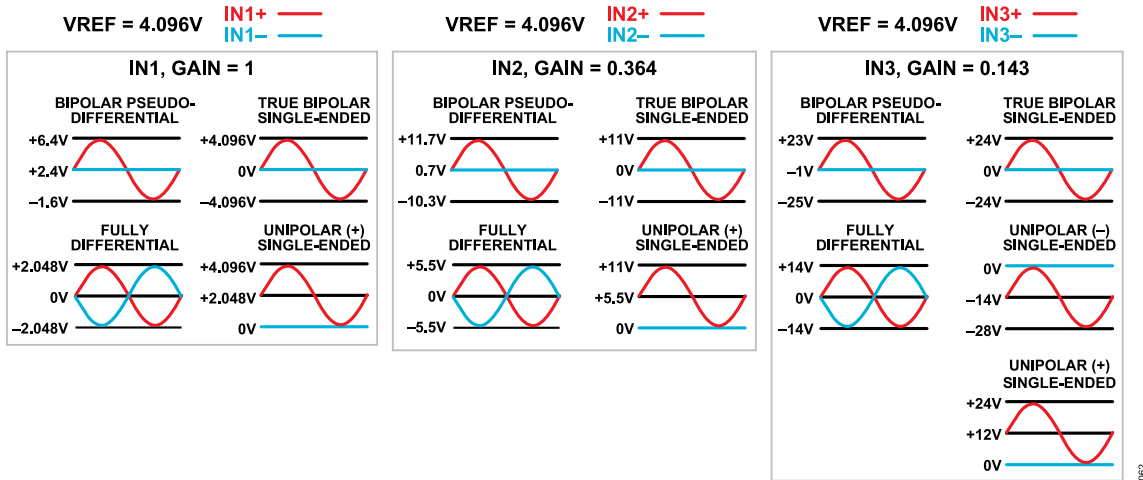 VREF = 4.096V
IN1+
IN1–
IN1, GAIN = 1
BIPOLAR PSEUDO-
DIFFERENTIAL
+6.4V
+2.4V
–1.6V
TRUE BIPOLAR
SINGLE-ENDED
+4.096V
0V
–4.096V
FULLY
DIFFERENTIAL
+2.048V
0V
–2.048V
UNIPOLAR (+)
SINGLE-ENDED
+4.096V
+2.048V
0V
VREF = 4.096V
IN2+
IN2–
IN2, GAIN = 0.364
BIPOLAR PSEUDO-
DIFFERENTIAL
+11.7V
0.7V
–10.3V
TRUE BIPOLAR
SINGLE-ENDED
+11V
0V
–11V
FULLY
DIFFERENTIAL
+5.5V
0V
–5.5V
UNIPOLAR (+)
SINGLE-ENDED
+11V
+5.5V
0V
VREF = 4.096V
IN3+
IN3–
IN3, GAIN = 0.143
BIPOLAR PSEUDO-
DIFFERENTIAL
+23V
–1V
–25V
TRUE BIPOLAR
SINGLE-ENDED
+24V
0V
–24V
FULLY
DIFFERENTIAL
+14V
0V
–14V
UNIPOLAR (–)
SINGLE-ENDED
0V
–14V
–28V
UNIPOLAR (+)
SINGLE-ENDED
+24V
+12V
0V